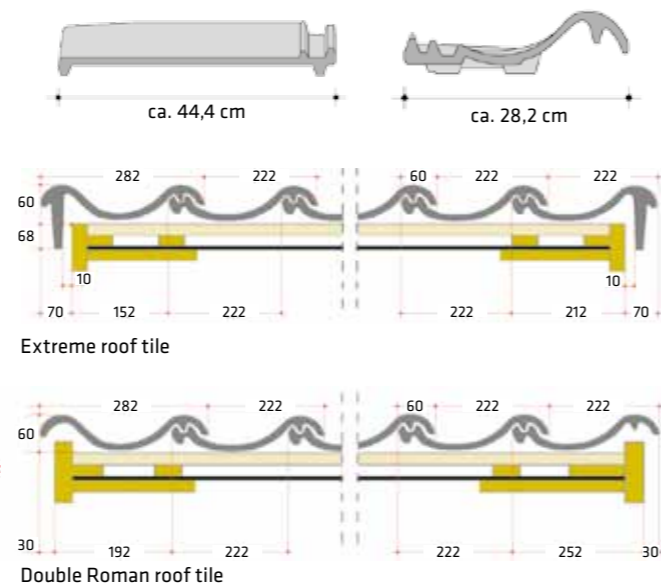 ca. 44,4 cm
ca. 28,2 cm
282 222 60 222 222
60
68
10 10
70 152 222 222 212 70
Extreme roof tile
282 222 60 222 222
60
30 192 222 222 252 30
Double Roman roof tile